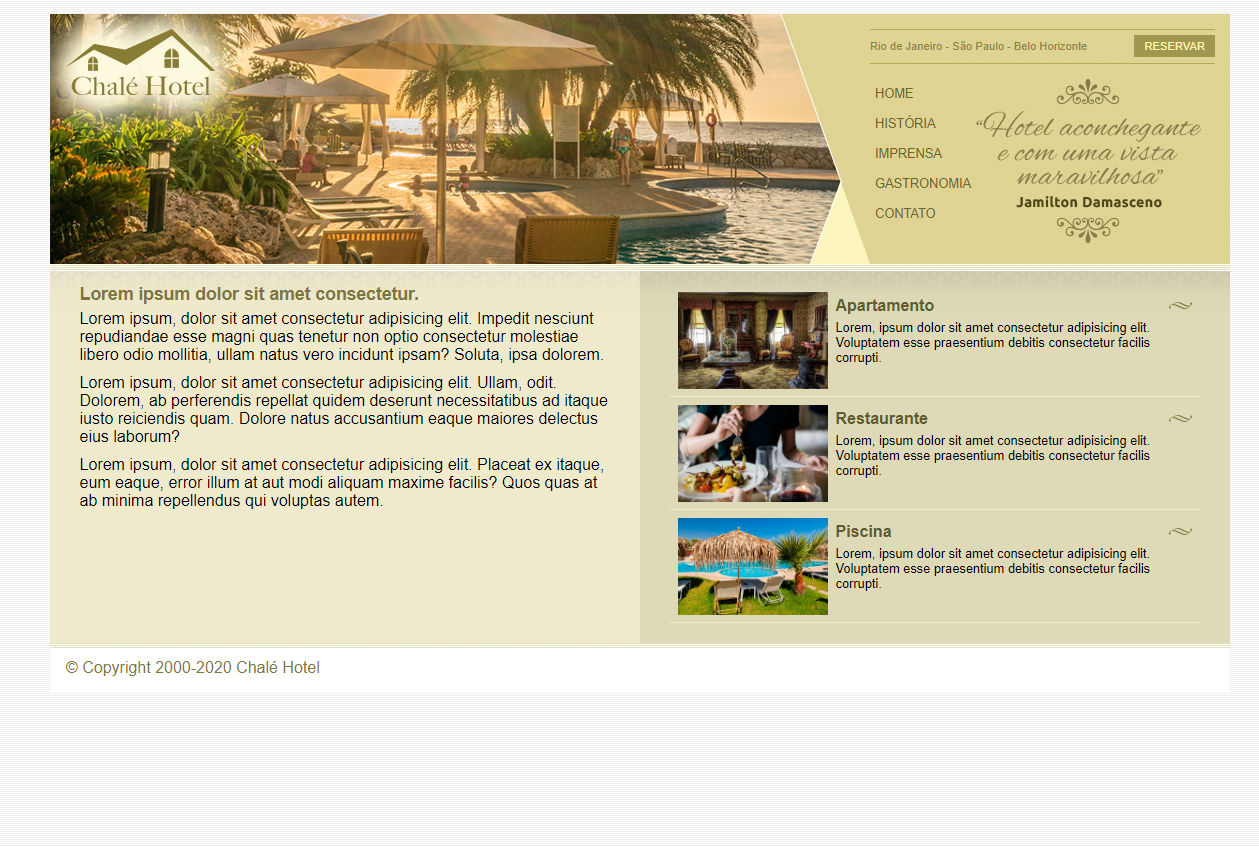 Chalé Hotel
Rio de Janeiro - São Paulo - Belo Horizonte
RESERVAR
HOME
HISTÓRIA
IMPRENSA
GASTRONOMIA
CONTATO
“Hotel aconchegante
e com uma vista
maravilhosa”
Jamilton Damasceno
Lorem ipsum dolor sit amet consectetur.
Lorem ipsum, dolor sit amet consectetur adipisicing elit. Impedit nesciunt
repudiandae esse magni quas tenetur non optio consectetur molestiae
libero odio mollitia, ullam natus vero incidunt ipsam? Soluta, ipsa dolorem.
Lorem ipsum, dolor sit amet consectetur adipisicing elit. Ullam, odit.
Dolorem, ab perferendis repellat quidem deserunt necessitatibus ad itaque
iusto reiciendis quam. Dolore natus accusantium eaque maiores delectus
eius laborum?
Lorem ipsum, dolor sit amet consectetur adipisicing elit. Placeat ex itaque,
eum eaque, error illum at aut modi aliquam maxime facilis? Quos quas at
ab minima repellendus qui voluptas autem.
Apartamento
Lorem, ipsum dolor sit amet consectetur adipisicing elit.
Voluptatem esse praesentium debitis consectetur facilis
corrupti.
Restaurante
Lorem, ipsum dolor sit amet consectetur adipisicing elit.
Voluptatem esse praesentium debitis consectetur facilis
corrupti.
Piscina
Lorem, ipsum dolor sit amet consectetur adipisicing elit.
Voluptatem esse praesentium debitis consectetur facilis
corrupti.
© Copyright 2000-2020 Chalé Hotel